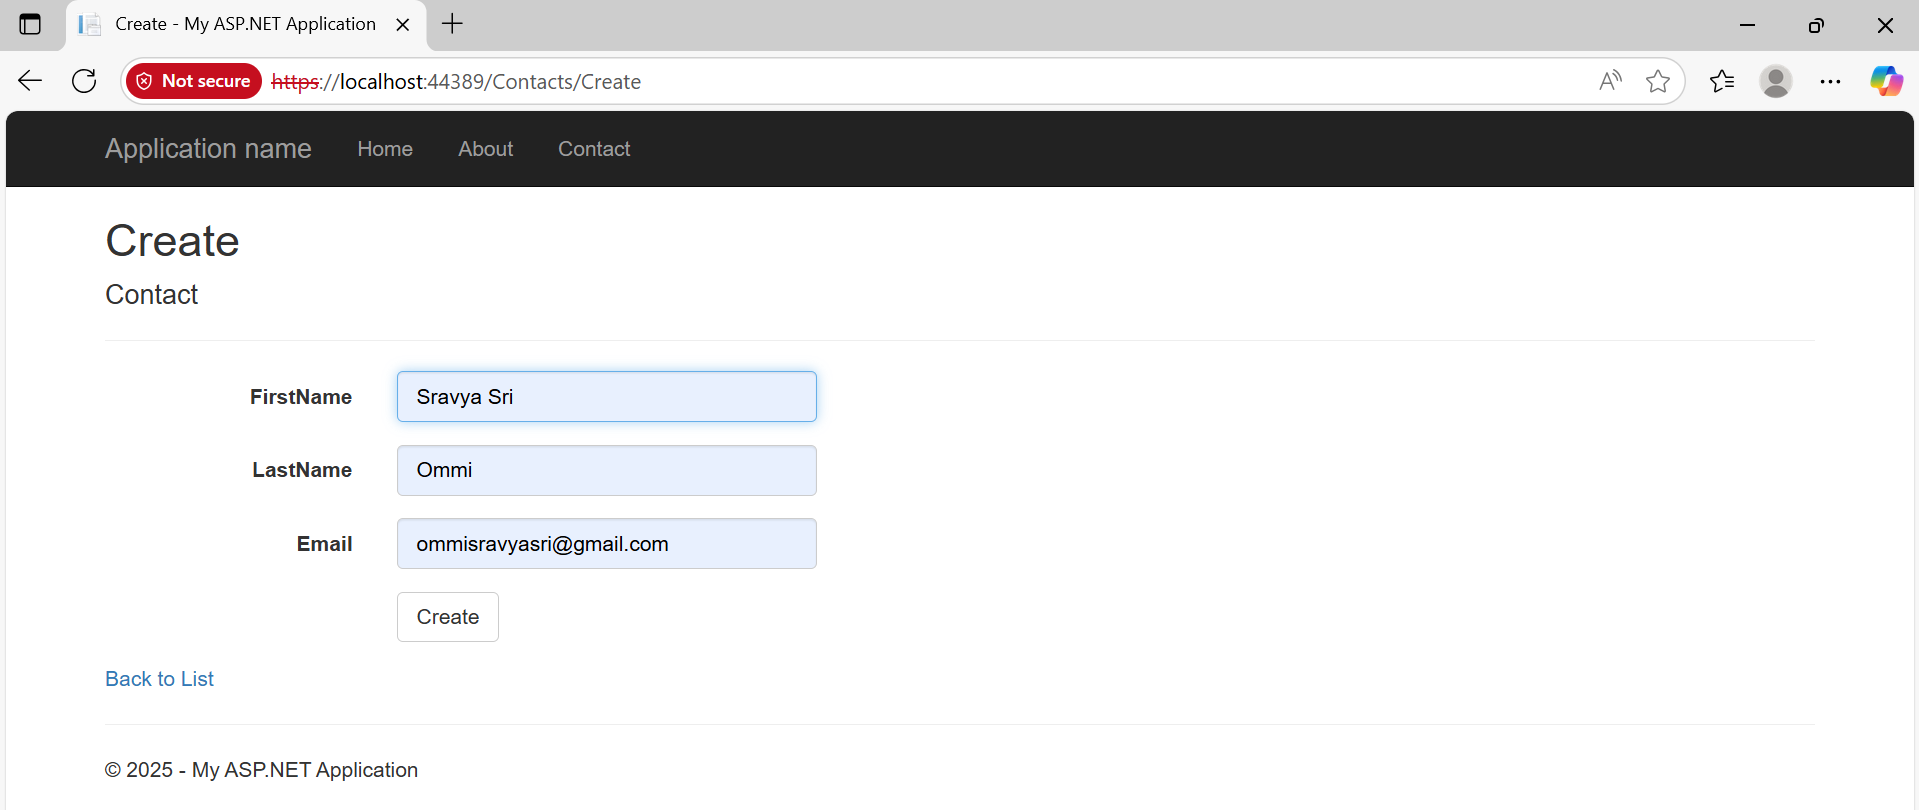 Create - My ASP.NET Application
Not secure https://localhost:44389/Contacts/Create
Application name Home About Contact
Create
Contact
FirstName Sravya Sri
LastName Ommi
Email ommisravyasri@gmail.com
Create
Back to List
© 2025 - My ASP.NET Application